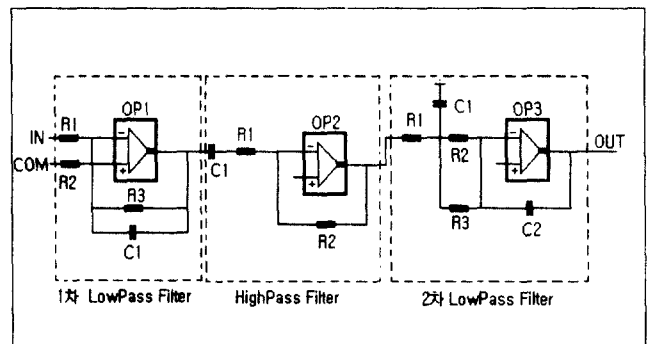 OP1
R1
IN
COM
R2
R3
C1
C1
R1
OP2
R2
R1
C1
R2
OP3
OUT
R3
C2
1차 LowPass Filter
HighPass Filter
2차 LowPass Filter